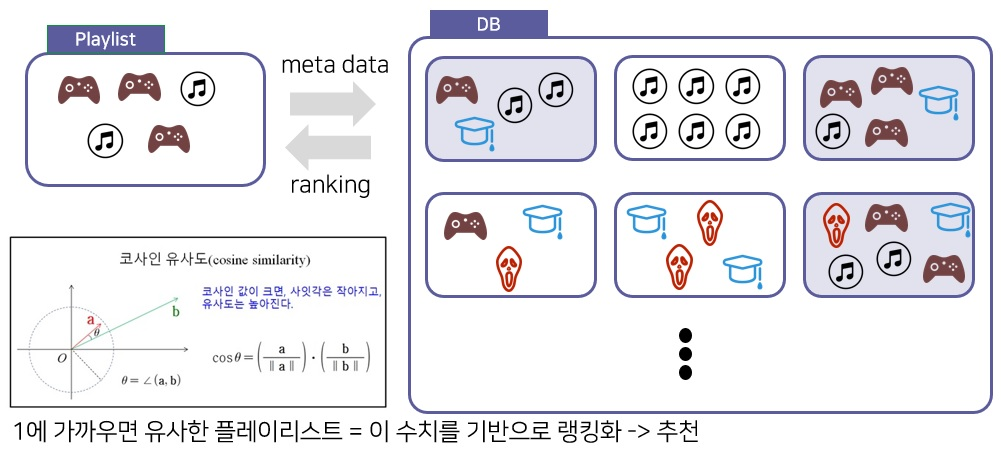 Playlist
DB
meta data
ranking
코사인 유사도(cosine similarity)
코사인 값이 크면, 사잇각은 작아지고,
유사도는 높아진다.
a
b
θ
O
θ = ∠(a, b)
cosθ = ( a / ‖a‖ ) · ( b / ‖b‖ )
1에 가까우면 유사한 플레이리스트 = 이 수치를 기반으로 랭킹화 -> 추천